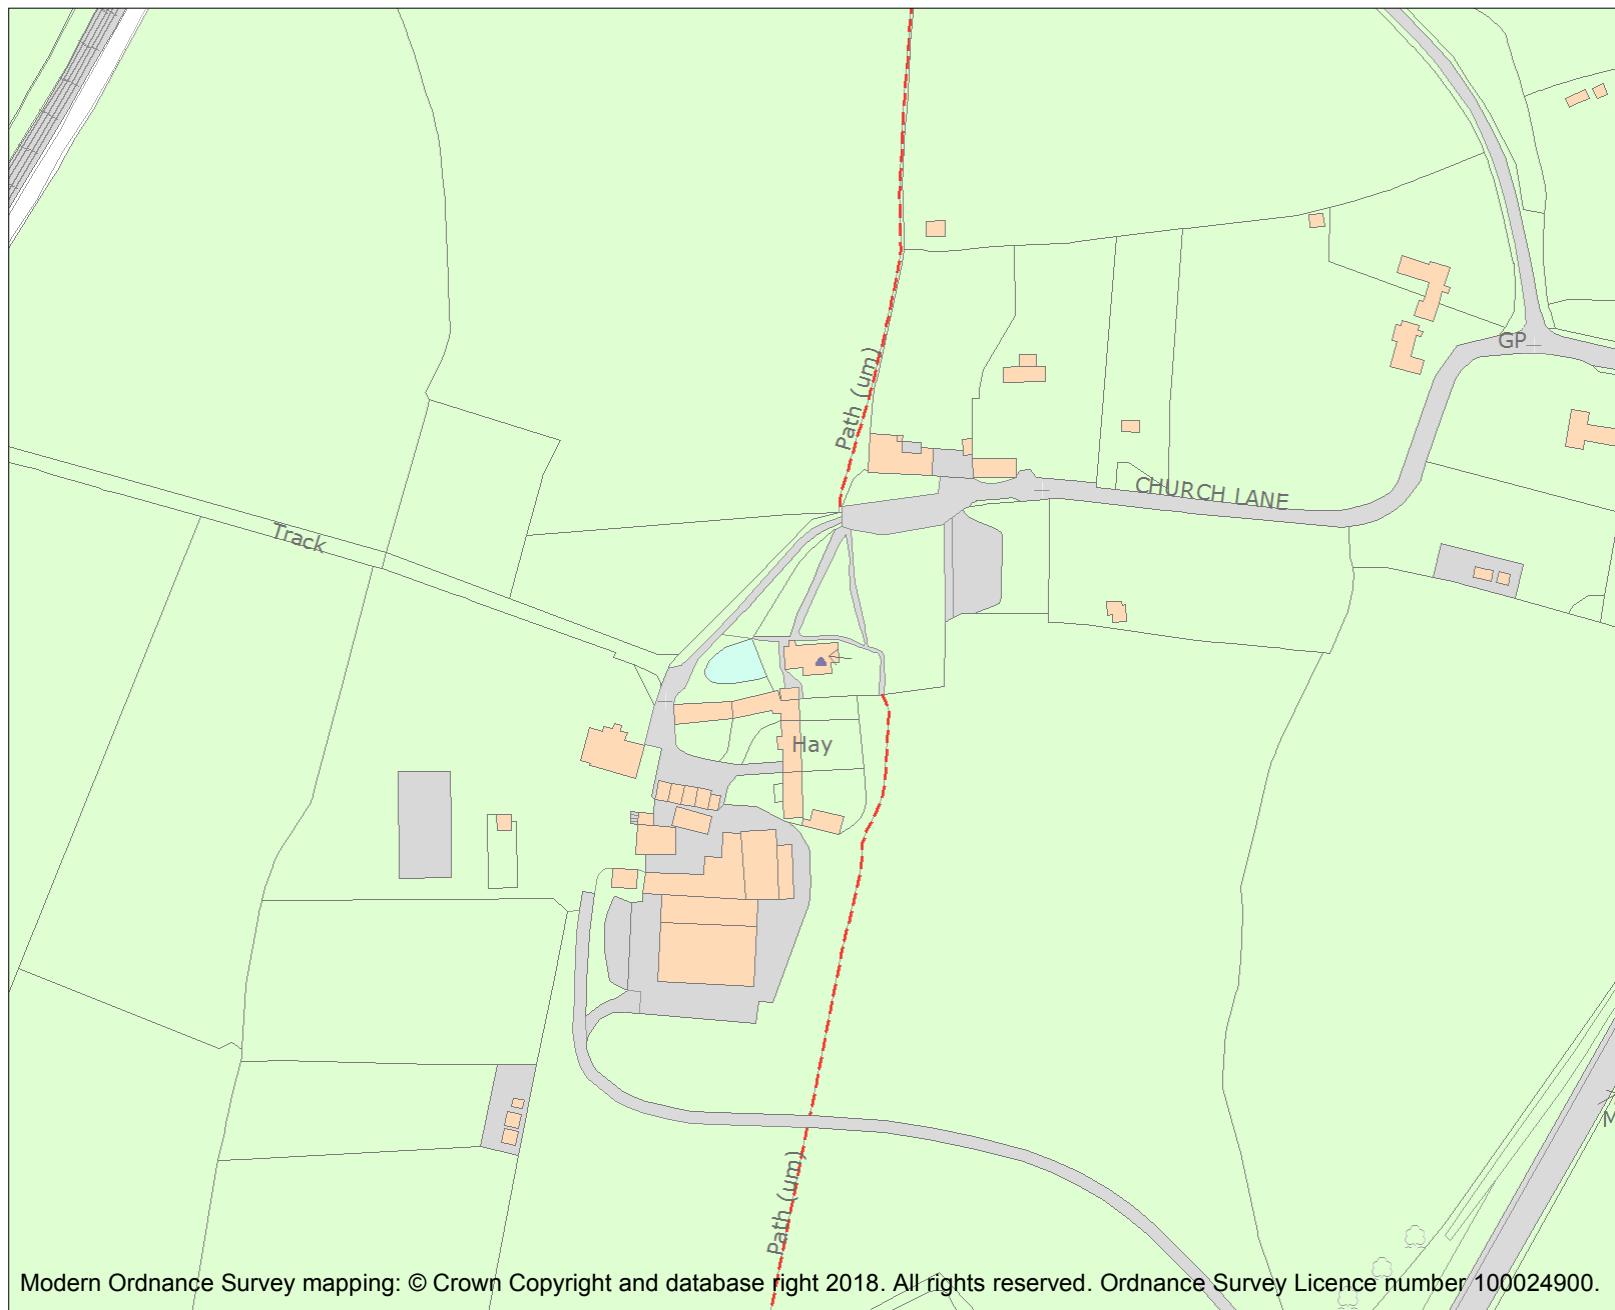 GP
Path (um)
CHURCH LANE
Track
Hay
Path (um)
Modern Ordnance Survey mapping: © Crown Copyright and database right 2018. All rights reserved. Ordnance Survey Licence number 100024900.